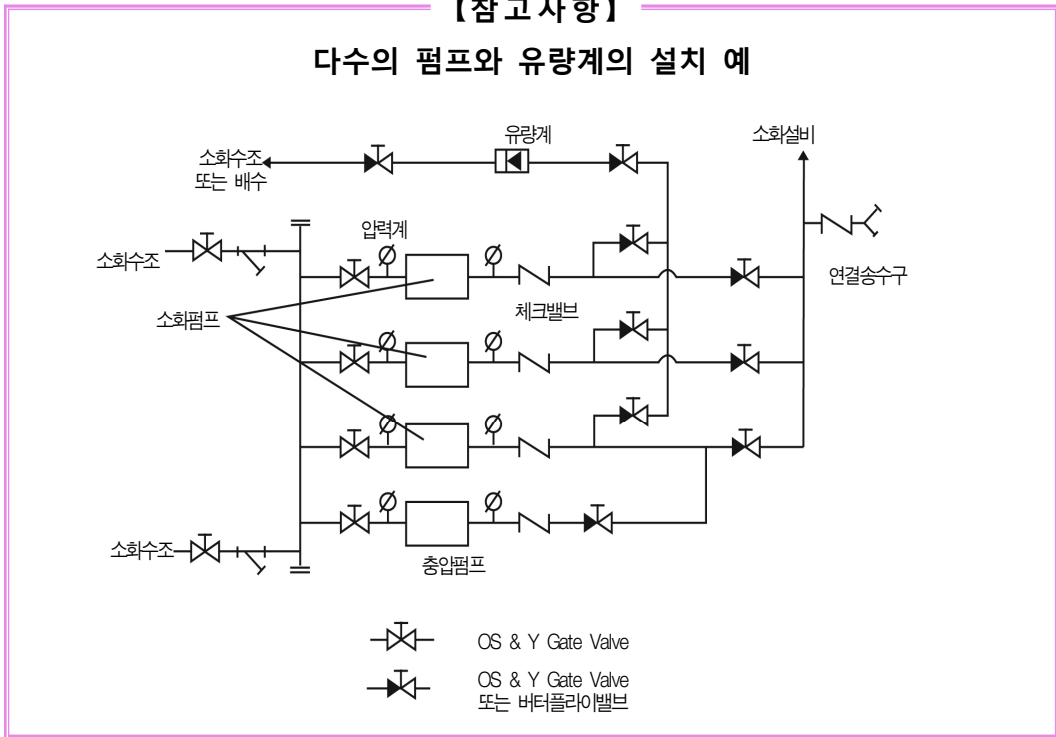 【참고사항】
다수의 펌프와 유량계의 설치 예
유량계
소화설비
소화수조
또는 배수
압력계
소화수조
연결송수구
체크밸브
소화펌프
소화수조
충압펌프
OS & Y Gate Valve
OS & Y Gate Valve
또는 버터플라이밸브